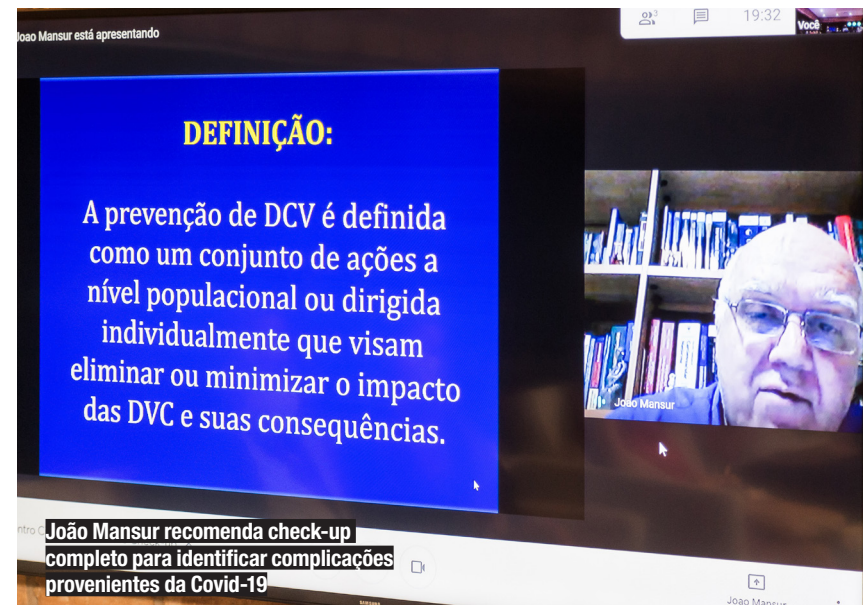 Joao Mansur está apresentando
3
19:32
Você
DEFINIÇÃO:
A prevenção de DCV é definida
como um conjunto de ações a
nível populacional ou dirigida
individualmente que visam
eliminar ou minimizar o impacto
das DVC e suas consequências.
João Mansur
João Mansur recomenda check-up
completo para identificar complicações
provenientes da Covid-19
Joao Mansur
SAMSUNG